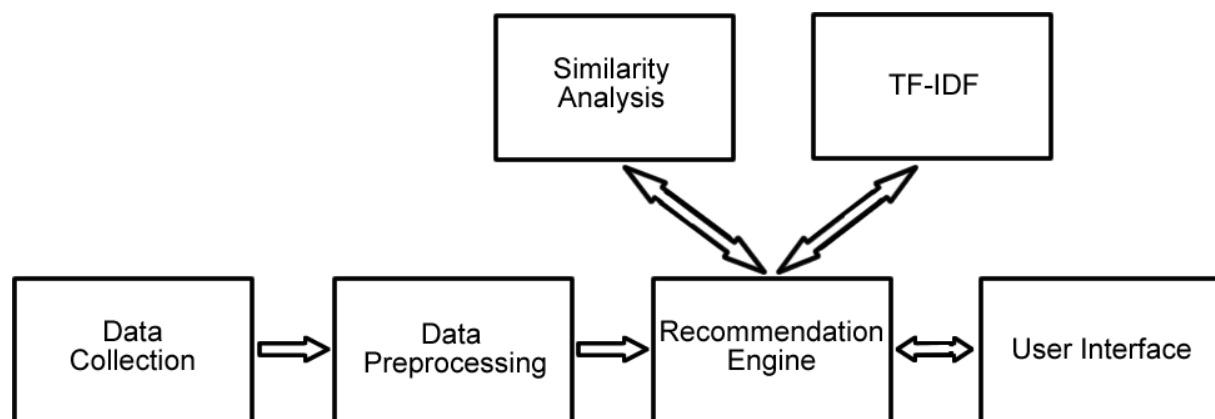 Similarity
Analysis
TF-IDF
Data
Collection
Data
Preprocessing
Recommendation
Engine
User Interface